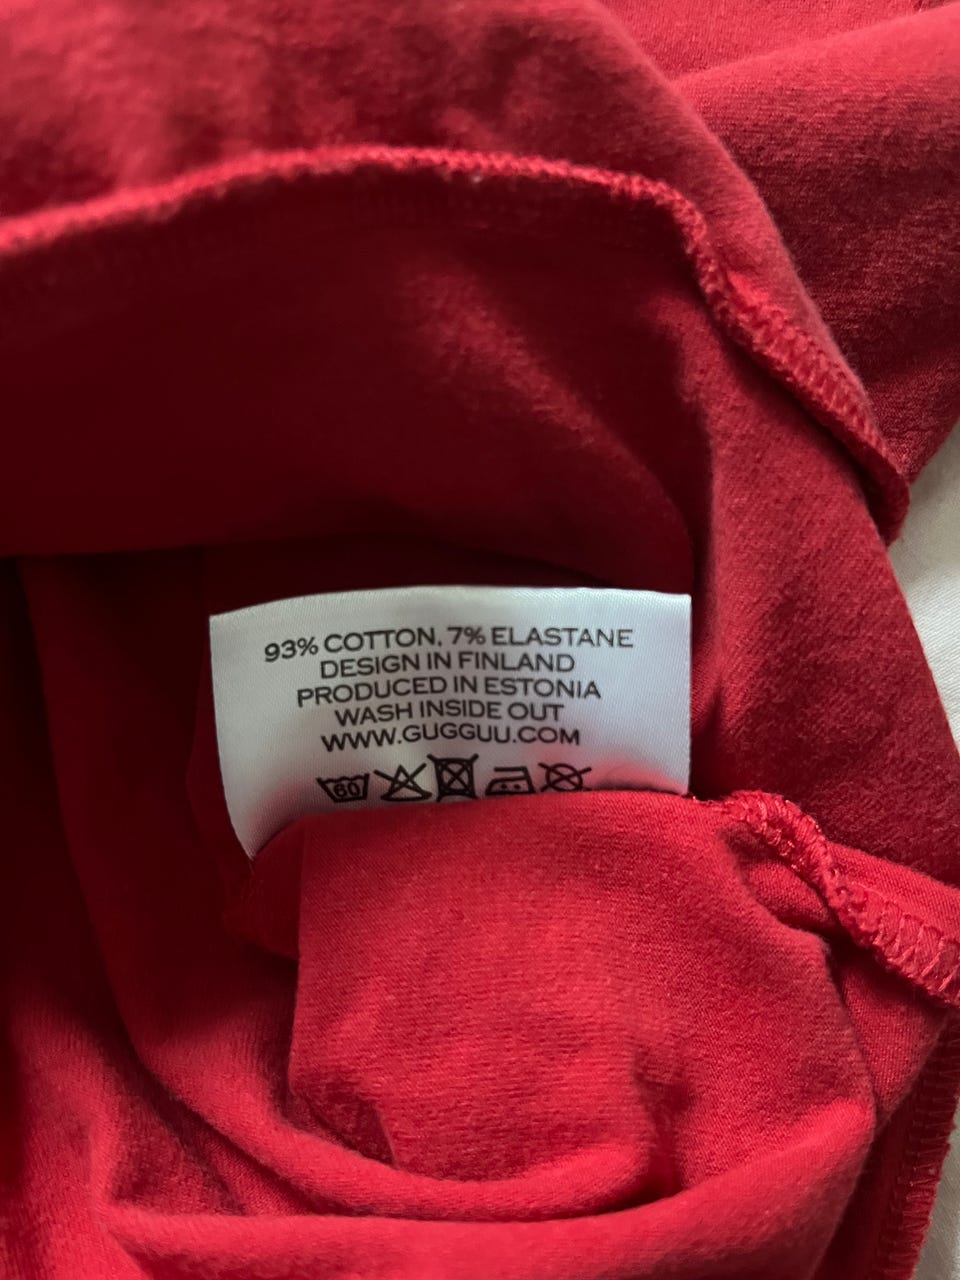 93% COTTON, 7% ELASTANE
DESIGN IN FINLAND
PRODUCED IN ESTONIA
WASH INSIDE OUT
WWW.GUGGUU.COM
60